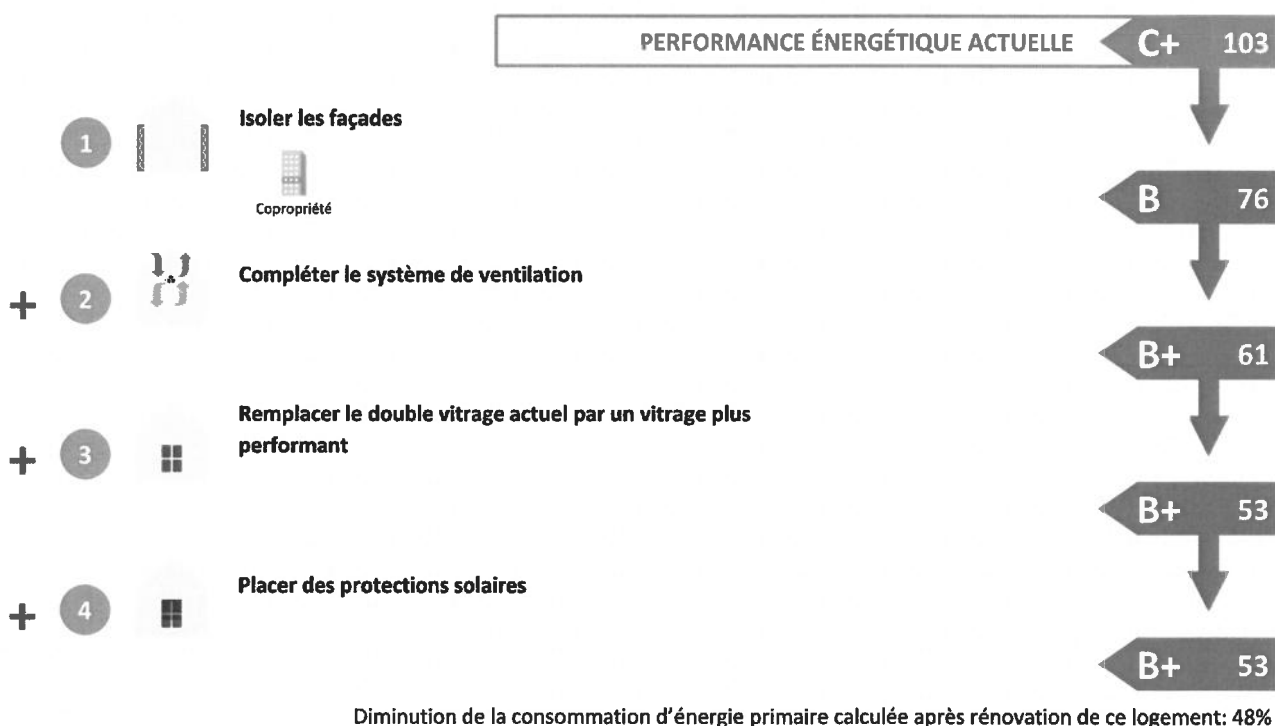 PERFORMANCE ÉNERGÉTIQUE ACTUELLE C+ 103
1 Isoler les façades
Copropriété
B 76
+ 2 Compléter le système de ventilation
B+ 61
+ 3 Remplacer le double vitrage actuel par un vitrage plus
performant
B+ 53
+ 4 Placer des protections solaires
B+ 53
Diminution de la consommation d'énergie primaire calculée après rénovation de ce logement: 48%